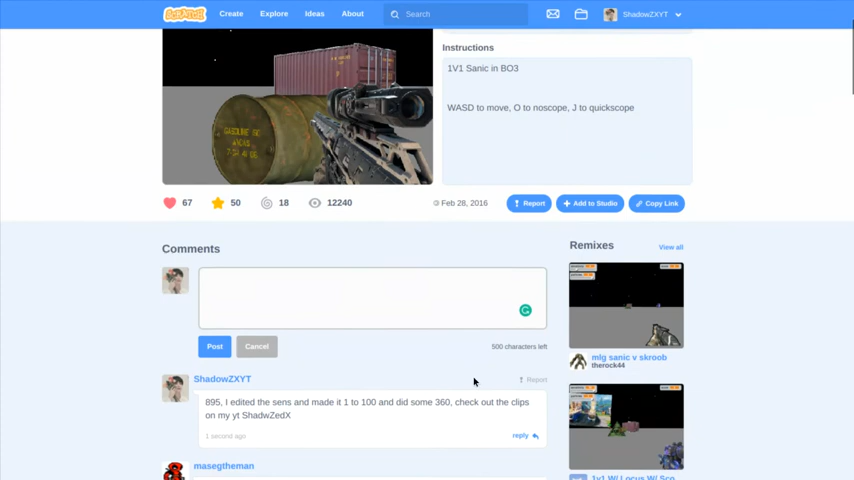 SCRATCH Create Explore Ideas About Search ShadowZXYT
Instructions
1V1 Sanic in BO3
WASD to move, O to noscope, J to quickscope
GASOLINE
67 50 18 12240 © Feb 28, 2016 Report Add to Studio Copy Link
Comments
Remixes View all
Post Cancel 500 characters left
mlg sanic v skroob
therock44
ShadowZXYT Report
895, I edited the sens and made it 1 to 100 and did some 360, check out the clips
on my yt ShadwZedX
1 second ago reply
masegtheman
1v1 W/ Locus W/ Sco